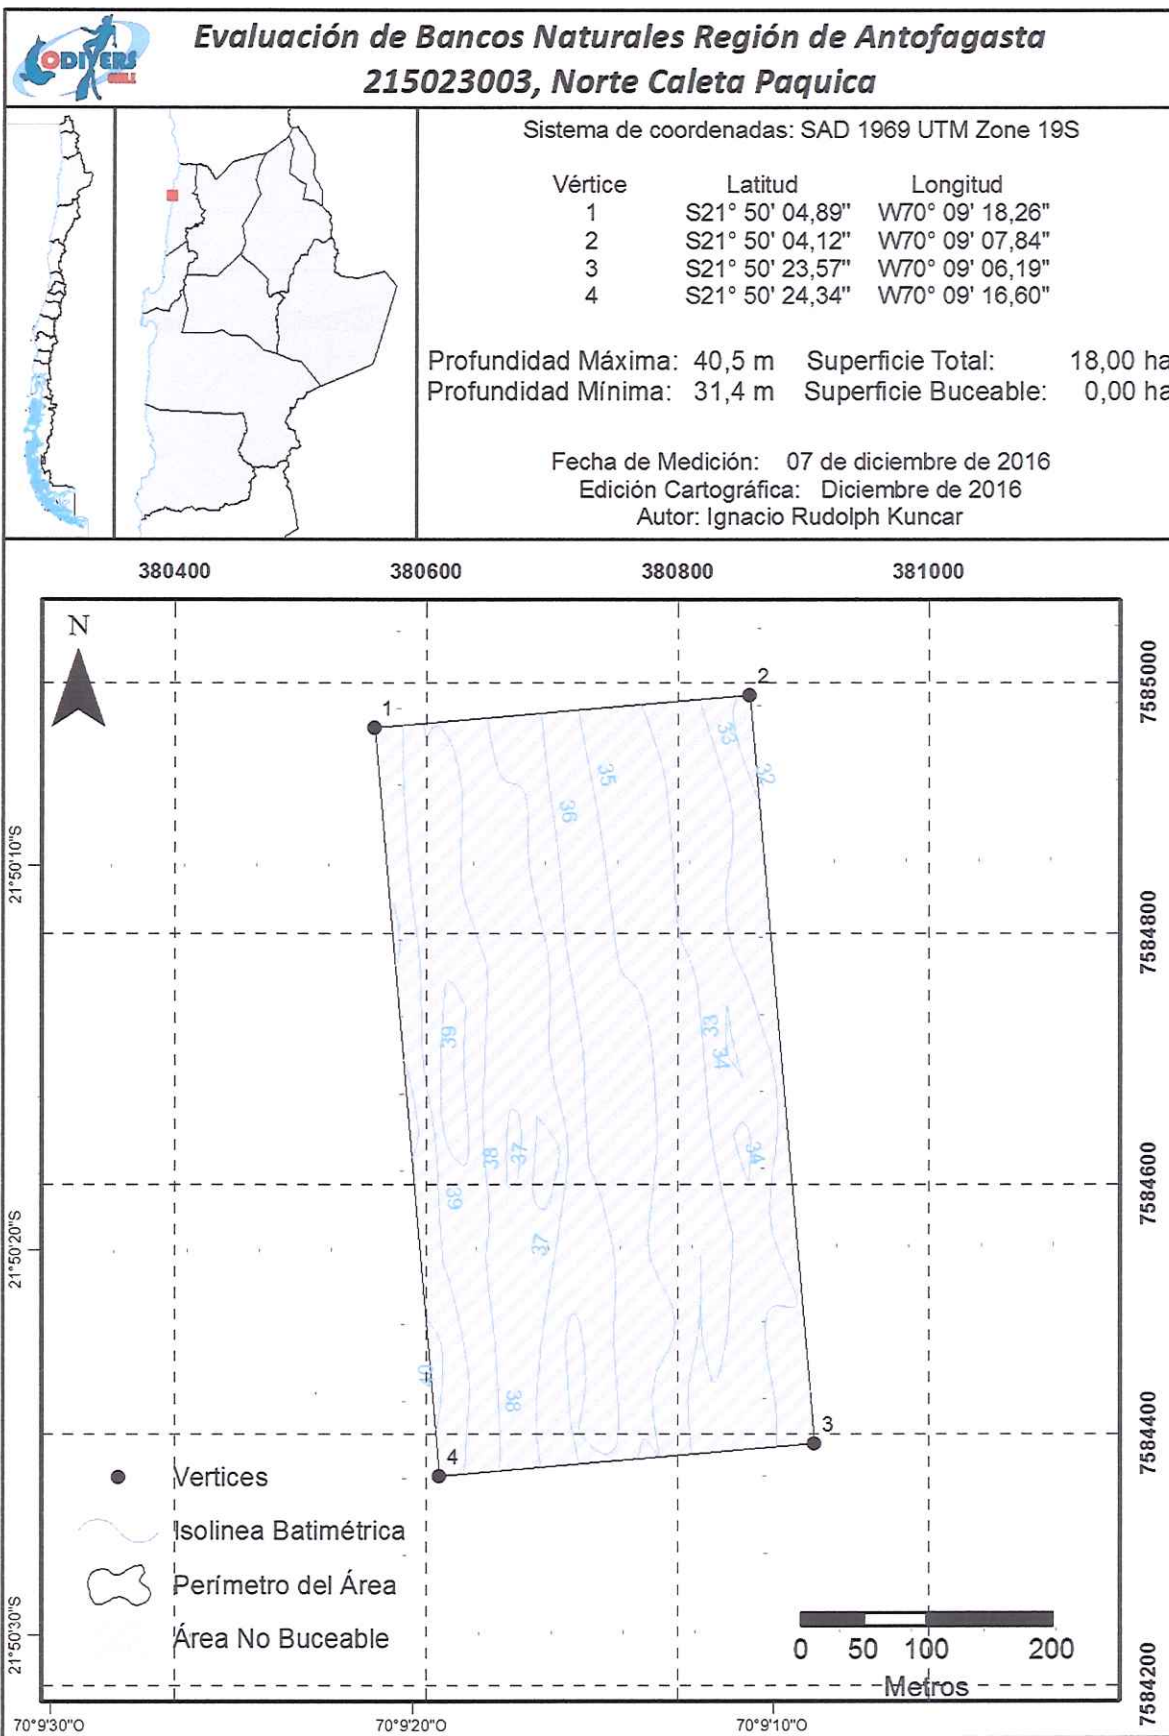 ODIVERS
CHILE
Evaluación de Bancos Naturales Región de Antofagasta
215023003, Norte Caleta Paquica
Sistema de coordenadas: SAD 1969 UTM Zone 19S
Vértice Latitud Longitud
1 S21° 50' 04,89" W70° 09' 18,26"
2 S21° 50' 04,12" W70° 09' 07,84"
3 S21° 50' 23,57" W70° 09' 06,19"
4 S21° 50' 24,34" W70° 09' 16,60"
Profundidad Máxima: 40,5 m Superficie Total: 18,00 ha
Profundidad Mínima: 31,4 m Superficie Buceable: 0,00 ha
Fecha de Medición: 07 de diciembre de 2016
Edición Cartográfica: Diciembre de 2016
Autor: Ignacio Rudolph Kuncar
380400 380600 380800 381000
N
1
2
33
32
35
36
7585000
21°50'10"S
7584800
39
33
34
38
37
34
39
37
7584600
21°50'20"S
40
38
3
4
7584400
Vertices
Isolinea Batimétrica
Perímetro del Área
Área No Buceable
21°50'30"S
0 50 100 200
Metros
7584200
70°9'30"O 70°9'20"O 70°9'10"O